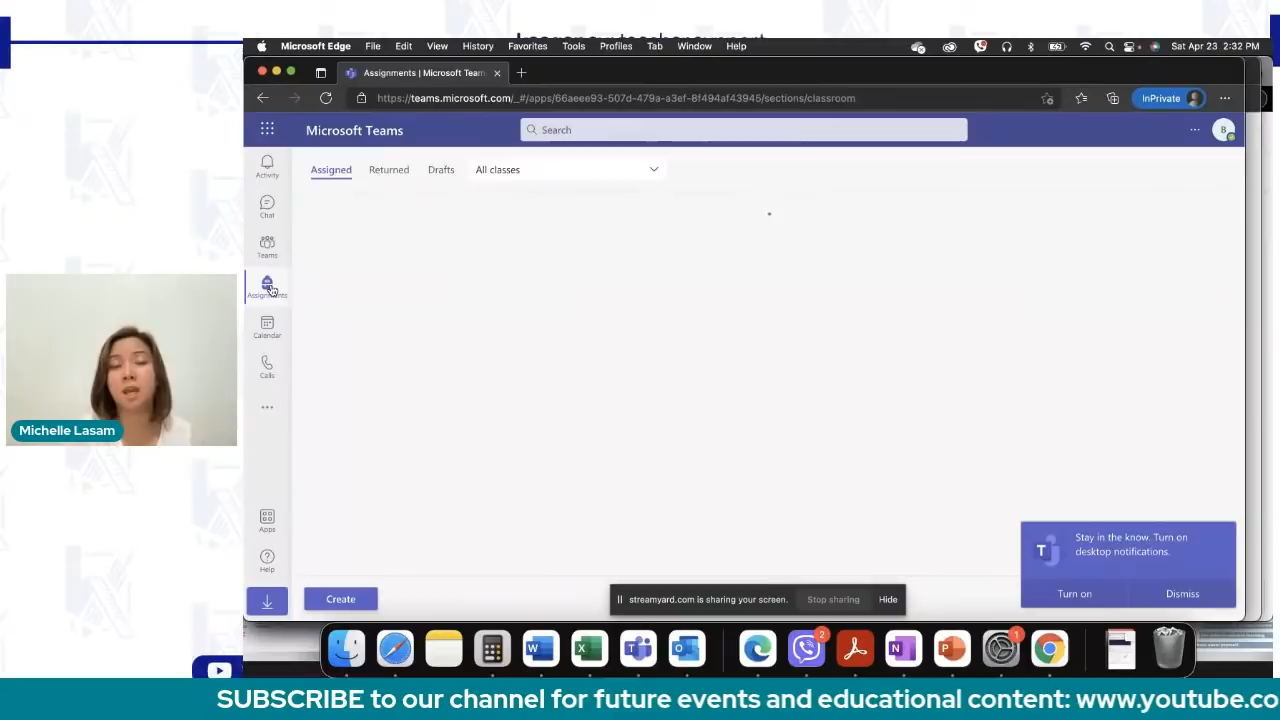 Microsoft Edge File Edit View History Favorites Tools Profiles Tab Window Help Sat Apr 23 2:32 PM
Assignments | Microsoft Team
https://teams.microsoft.com/_#/apps/66aeee93-507d-479a-a3ef-8f494af43945/sections/classroom InPrivate
Microsoft Teams Search B
Activity
Assigned Returned Drafts All classes
Chat
Teams
Assignments
Calendar
Calls
Michelle Lasam
Apps
Help
Stay in the know. Turn on
desktop notifications.
Turn on Dismiss
Create
streamyard.com is sharing your screen. Stop sharing Hide
2 1
SUBSCRIBE to our channel for future events and educational content: www.youtube.co